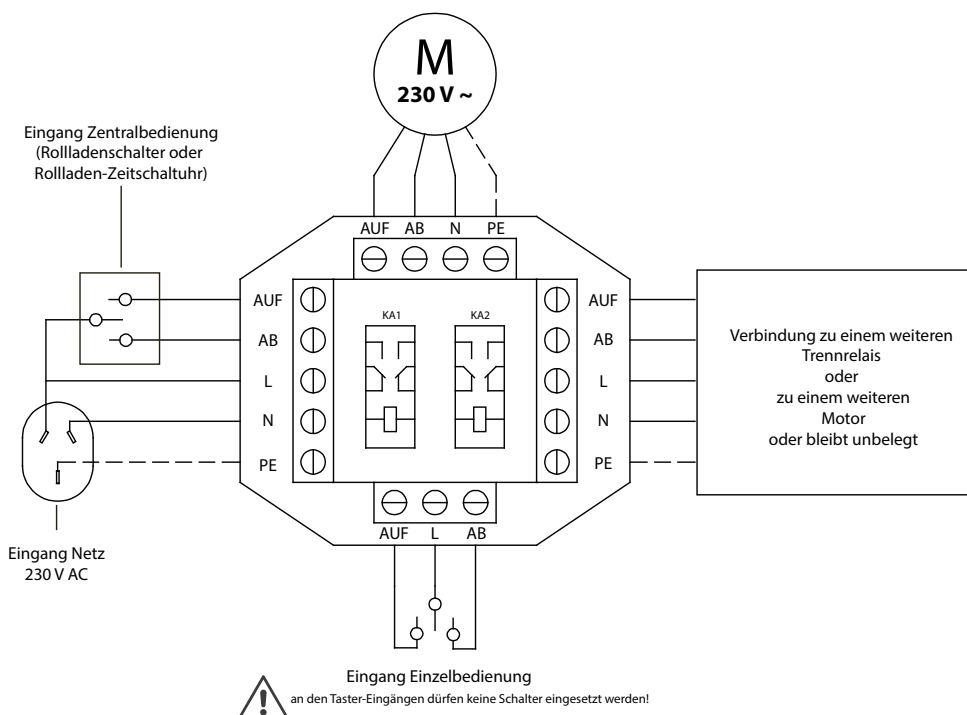 M
230 V ~
Eingang Zentralbedienung
(Rollladenschalter oder
Rollladen-Zeitschaltuhr)
AUF AB N PE
AUF
AB
L
N
PE
KA1
KA2
AUF
AB
L
N
PE
Verbindung zu einem weiteren
Trennrelais
oder
zu einem weiteren
Motor
oder bleibt unbelegt
AUF L AB
Eingang Netz
230 V AC
Eingang Einzelbedienung
an den Taster-Eingängen dürfen keine Schalter eingesetzt werden!